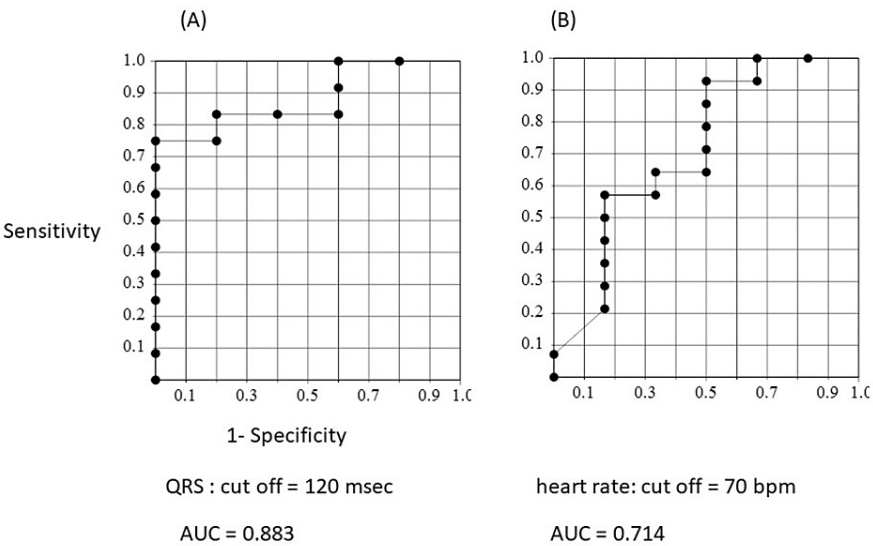 (A)
1.0
0.9
0.8
0.7
0.6
0.5
0.4
0.3
0.2
0.1
0.1 0.3 0.5 0.7 0.9 1.0
Sensitivity
1- Specificity
QRS : cut off = 120 msec
AUC = 0.883
(B)
1.0
0.9
0.8
0.7
0.6
0.5
0.4
0.3
0.2
0.1
0.1 0.3 0.5 0.7 0.9 1.0
heart rate: cut off = 70 bpm
AUC = 0.714